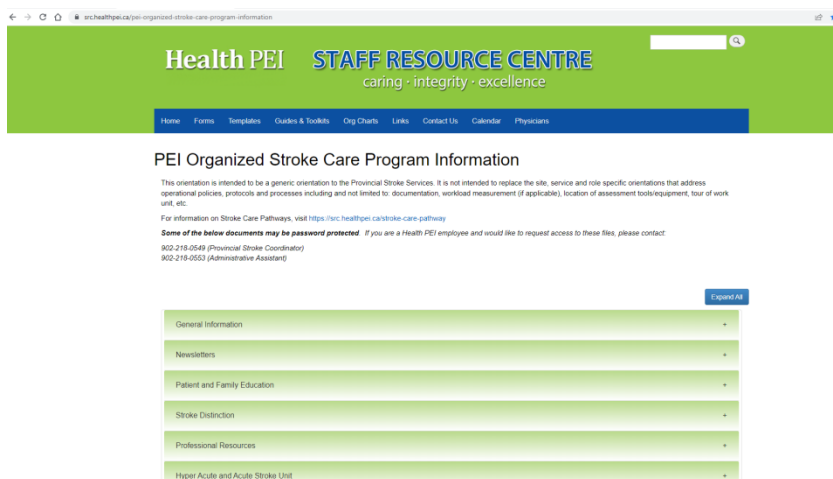 src.healthpei.ca/pei-organized-stroke-care-program-information
Health PEI STAFF RESOURCE CENTRE
caring · integrity · excellence
Home Forms Templates Guides & Toolkits Org Charts Links Contact Us Calendar Physicians
PEI Organized Stroke Care Program Information
This orientation is intended to be a generic orientation to the Provincial Stroke Services. It is not intended to replace the site, service and role specific orientations that address
operational policies, protocols and processes including and not limited to: documentation, workload measurement (if applicable), location of assessment tools/equipment, tour of work
unit, etc.
For information on Stroke Care Pathways, visit https://src.healthpei.ca/stroke-care-pathway
Some of the below documents may be password protected. If you are a Health PEI employee and would like to request access to these files, please contact:
902-218-0549 (Provincial Stroke Coordinator)
902-218-0553 (Administrative Assistant)
Expand All
General Information +
Newsletters +
Patient and Family Education +
Stroke Distinction +
Professional Resources +
Hyper Acute and Acute Stroke Unit +